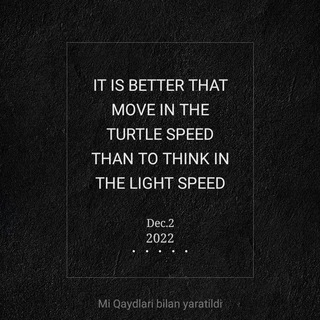 IT IS BETTER THAT
MOVE IN THE
TURTLE SPEED
THAN TO THINK IN
THE LIGHT SPEED
Dec.2
2022
Mi Qaydlari bilan yaratildi